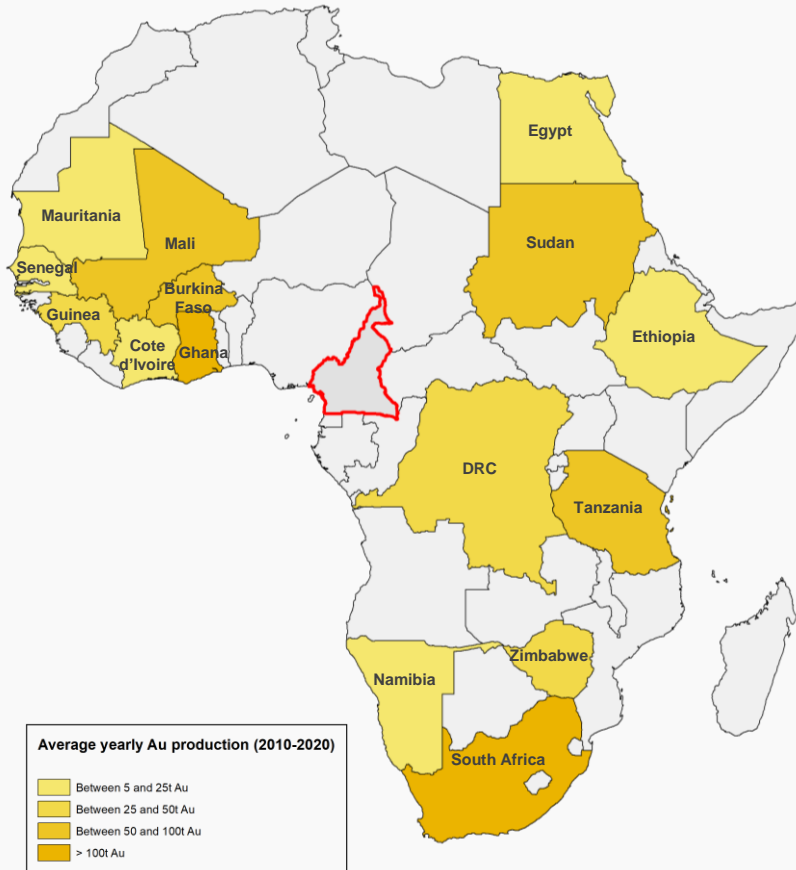 Egypt
Mauritania
Mali
Sudan
Senegal
Burkina
Faso
Guinea
Cote
d'Ivoire
Ghana
Ethiopia
DRC
Tanzania
Zimbabwe
Namibia
South Africa
Average yearly Au production (2010-2020)
Between 5 and 25t Au
Between 25 and 50t Au
Between 50 and 100t Au
> 100t Au